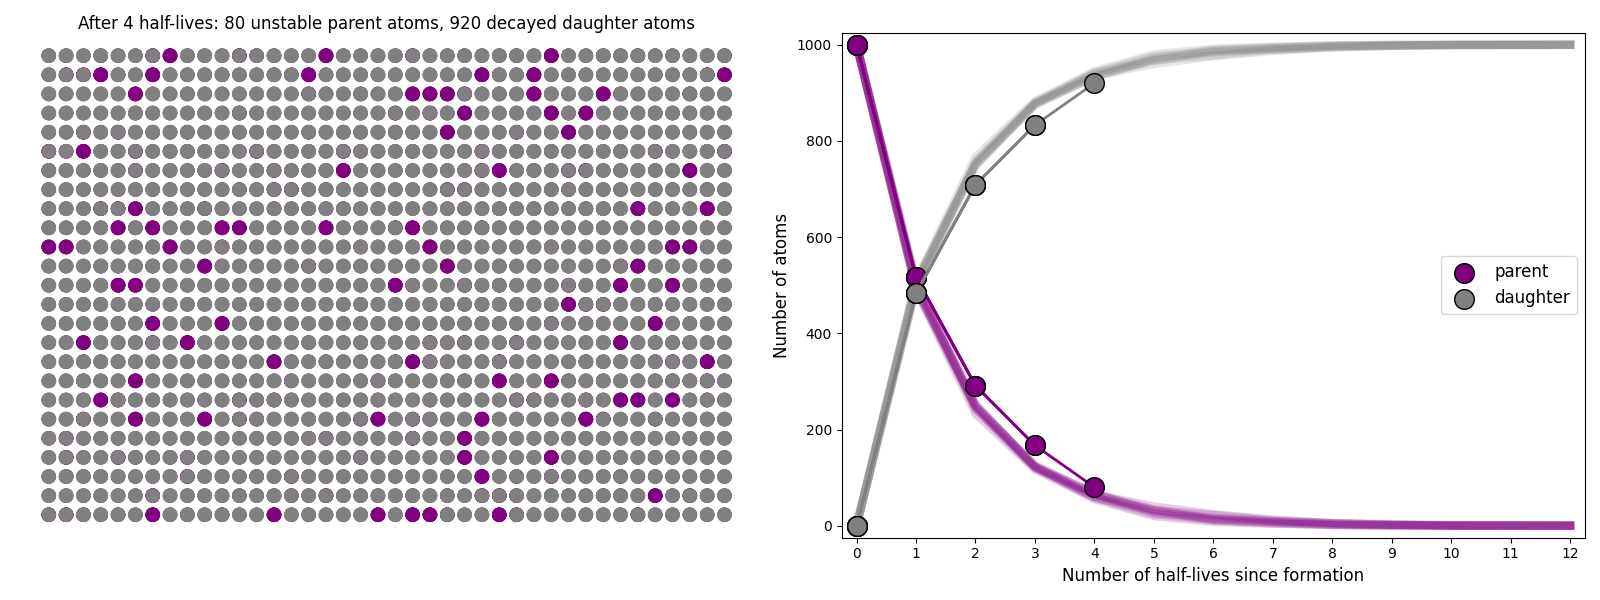 After 4 half-lives: 80 unstable parent atoms, 920 decayed daughter atoms
1000
800
600
400
200
0
Number of atoms
parent
daughter
0 1 2 3 4 5 6 7 8 9 10 11 12
Number of half-lives since formation